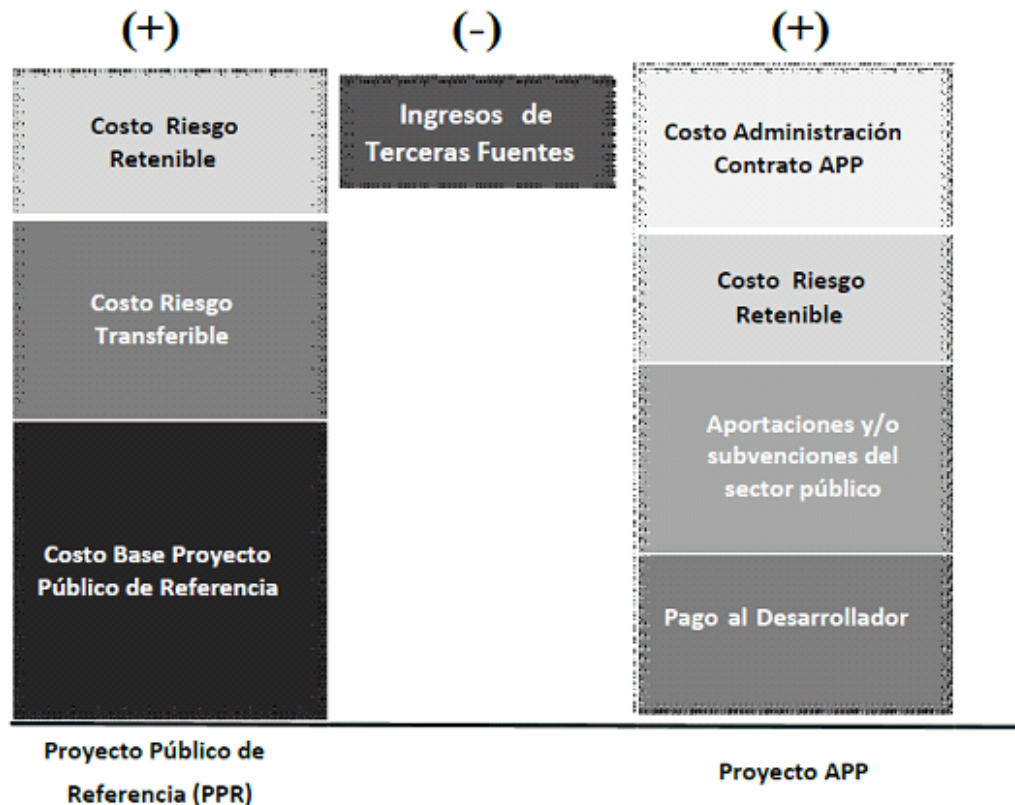 (+)
(-)
(+)
Costo Riesgo
Retenible
Costo Riesgo
Transferible
Costo Base Proyecto
Público de Referencia
Ingresos de
Terceras Fuentes
Costo Administración
Contrato APP
Costo Riesgo
Retenible
Aportaciones y/o
subvenciones del
sector público
Pago al Desarrollador
Proyecto Público de
Referencia (PPR)
Proyecto APP